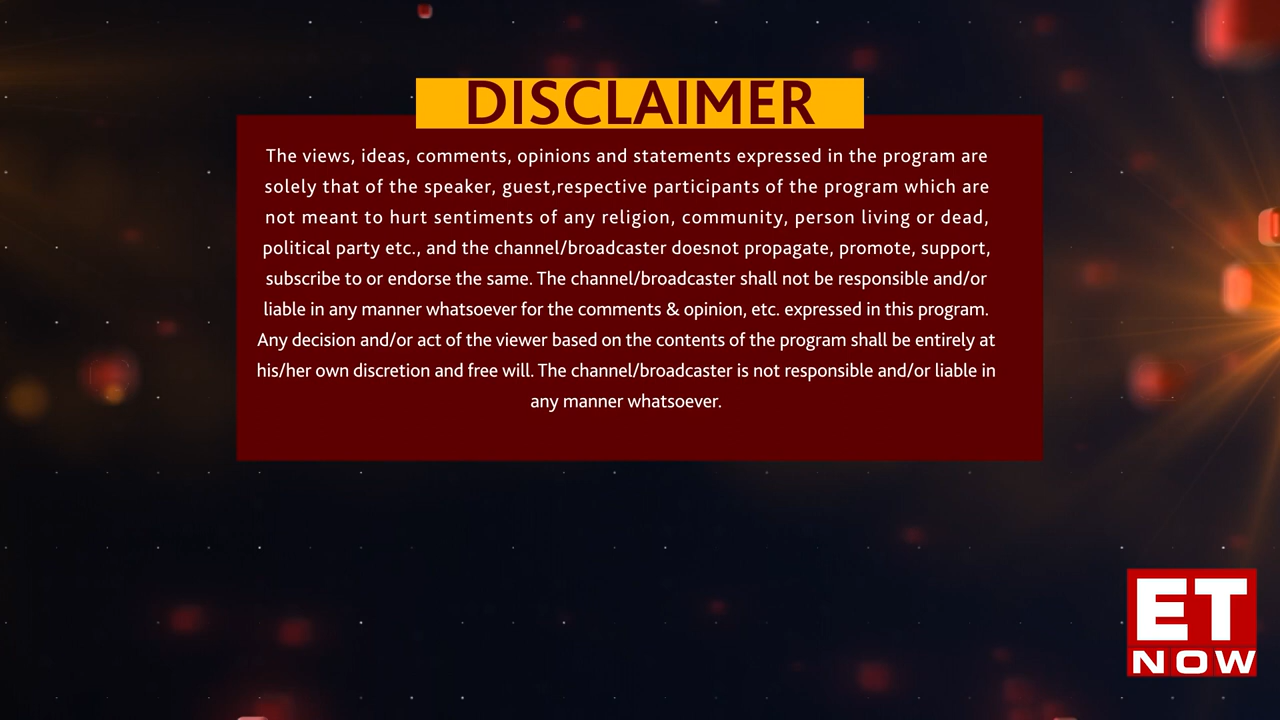 DISCLAIMER
The views, ideas, comments, opinions and statements expressed in the program are
solely that of the speaker, guest,respective participants of the program which are
not meant to hurt sentiments of any religion, community, person living or dead,
political party etc., and the channel/broadcaster doesnot propagate, promote, support,
subscribe to or endorse the same. The channel/broadcaster shall not be responsible and/or
liable in any manner whatsoever for the comments & opinion, etc. expressed in this program.
Any decision and/or act of the viewer based on the contents of the program shall be entirely at
his/her own discretion and free will. The channel/broadcaster is not responsible and/or liable in
any manner whatsoever.
ET
NOW